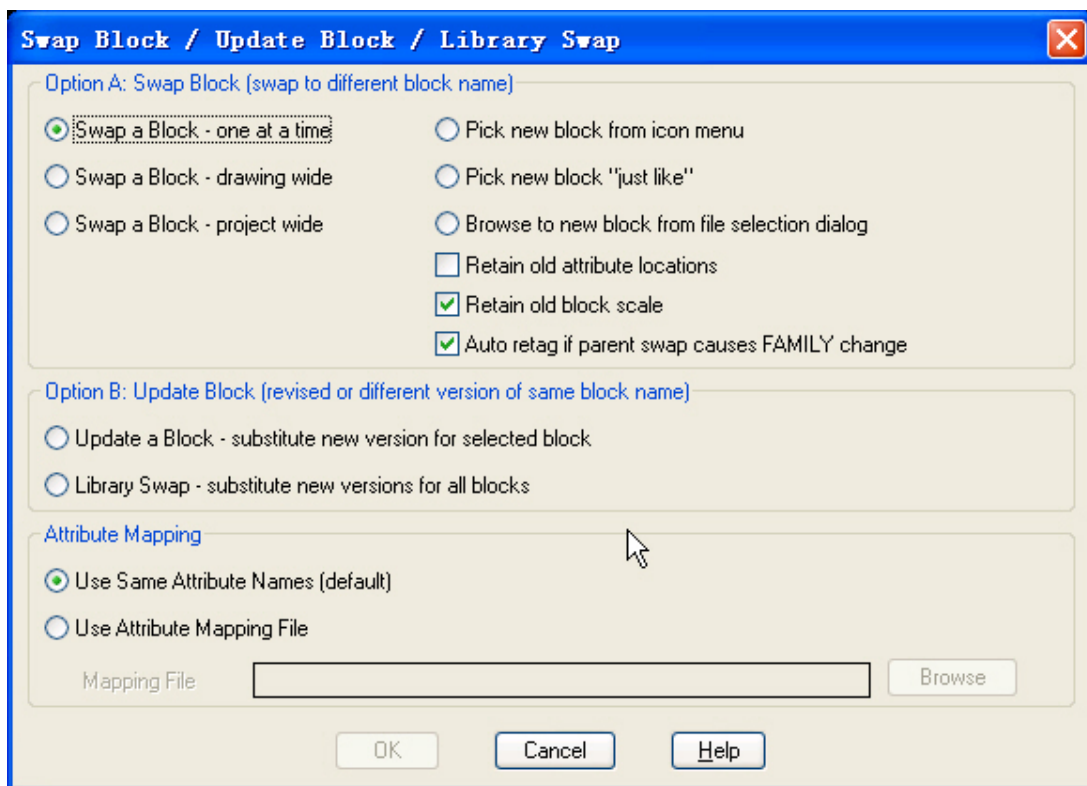 Swap Block / Update Block / Library Swap
Option A: Swap Block (swap to different block name)
Swap a Block - one at a time
Pick new block from icon menu
Swap a Block - drawing wide
Pick new block "just like"
Swap a Block - project wide
Browse to new block from file selection dialog
Retain old attribute locations
Retain old block scale
Auto retag if parent swap causes FAMILY change
Option B: Update Block (revised or different version of same block name)
Update a Block - substitute new version for selected block
Library Swap - substitute new versions for all blocks
Attribute Mapping
Use Same Attribute Names (default)
Use Attribute Mapping File
Mapping File
Browse
OK
Cancel
Help